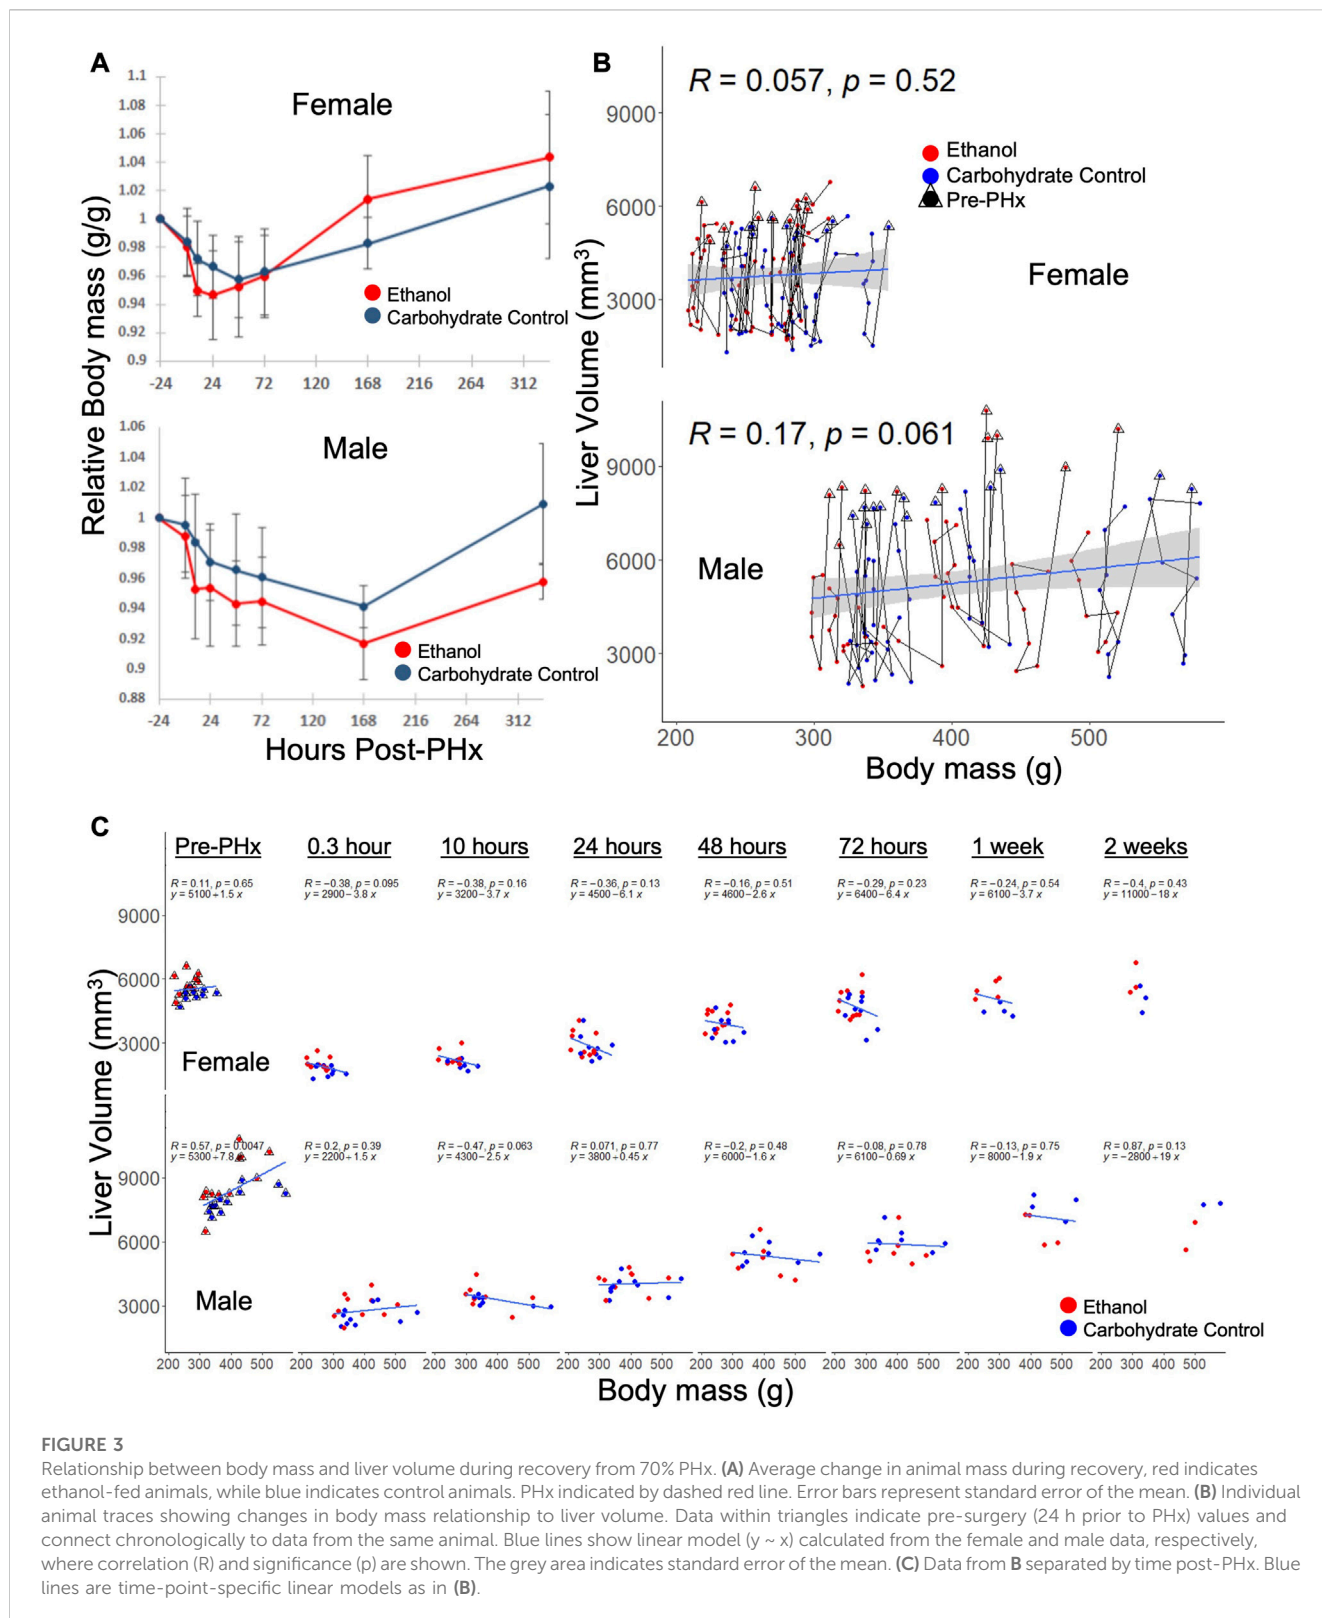 A
Female
1.1
1.08
1.06
1.04
1.02
1
0.98
0.96
0.94
0.92
0.9
-24 24 72 120 168 216 264 312
Ethanol
Carbohydrate Control
Male
1.06
1.04
1.02
1
0.98
0.96
0.94
0.92
0.9
0.88
-24 24 72 120 168 216 264 312
Ethanol
Carbohydrate Control
Relative Body mass (g/g)
Hours Post-PHx
B
R = 0.057, p = 0.52
9000
6000
3000
Ethanol
Carbohydrate Control
Pre-PHx
Female
R = 0.17, p = 0.061
9000
6000
3000
Male
Liver Volume (mm³)
200 300 400 500
Body mass (g)
C
Pre-PHx 0.3 hour 10 hours 24 hours 48 hours 72 hours 1 week 2 weeks
R = 0.11, p = 0.65 R = −0.38, p = 0.095 R = −0.38, p = 0.16 R = −0.36, p = 0.13 R = −0.16, p = 0.51 R = −0.29, p = 0.23 R = −0.24, p = 0.54 R = −0.4, p = 0.43
y = 5100 + 1.5 x y = 2900 − 3.8 x y = 3200 − 3.7 x y = 4500 − 6.1 x y = 4600 − 2.6 x y = 6400 − 6.4 x y = 6100 − 3.7 x y = 11000 − 18 x
9000
6000
3000
Female
R = 0.57, p = 0.0047 R = 0.2, p = 0.39 R = −0.47, p = 0.063 R = 0.071, p = 0.77 R = −0.2, p = 0.48 R = −0.08, p = 0.78 R = −0.13, p = 0.75 R = 0.87, p = 0.13
y = 5300 + 7.8 y = 2200 + 1.5 x y = 4300 − 2.5 x y = 3800 + 0.45 x y = 6000 − 1.6 x y = 6100 − 0.69 x y = 8000 − 1.9 x y = −2800 + 19 x
9000
6000
3000
Male
Liver Volume (mm³)
Ethanol
Carbohydrate Control
200 300 400 500 200 300 400 500 200 300 400 500 200 300 400 500 200 300 400 500 200 300 400 500 200 300 400 500 200 300 400 500
Body mass (g)
FIGURE 3
Relationship between body mass and liver volume during recovery from 70% PHx. (A) Average change in animal mass during recovery, red indicates
ethanol-fed animals, while blue indicates control animals. PHx indicated by dashed red line. Error bars represent standard error of the mean. (B) Individual
animal traces showing changes in body mass relationship to liver volume. Data within triangles indicate pre-surgery (24 h prior to PHx) values and
connect chronologically to data from the same animal. Blue lines show linear model (y ~ x) calculated from the female and male data, respectively,
where correlation (R) and significance (p) are shown. The grey area indicates standard error of the mean. (C) Data from B separated by time post-PHx. Blue
lines are time-point-specific linear models as in (B).